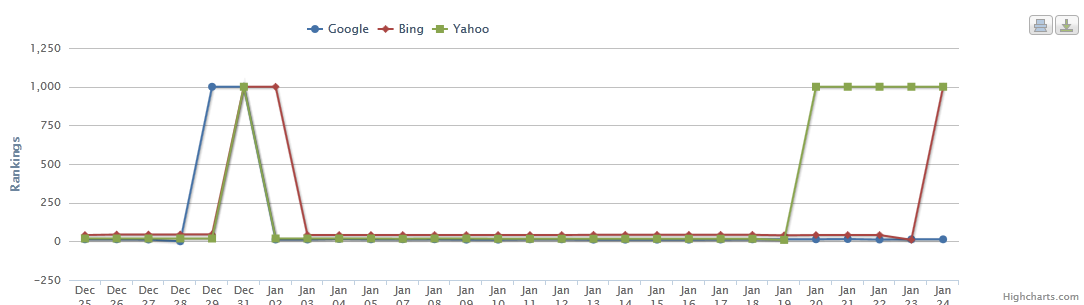 Google Bing Yahoo
1,250
1,000
750
500
250
0
−250
Rankings
Dec Dec Dec Dec Dec Dec Jan Jan Jan Jan Jan Jan Jan Jan Jan Jan Jan Jan Jan Jan Jan Jan Jan Jan Jan Jan Jan Jan
25 26 27 28 29 31 02 03 04 05 07 08 09 10 11 12 13 14 15 16 17 18 19 20 21 22 23 24
Highcharts.com